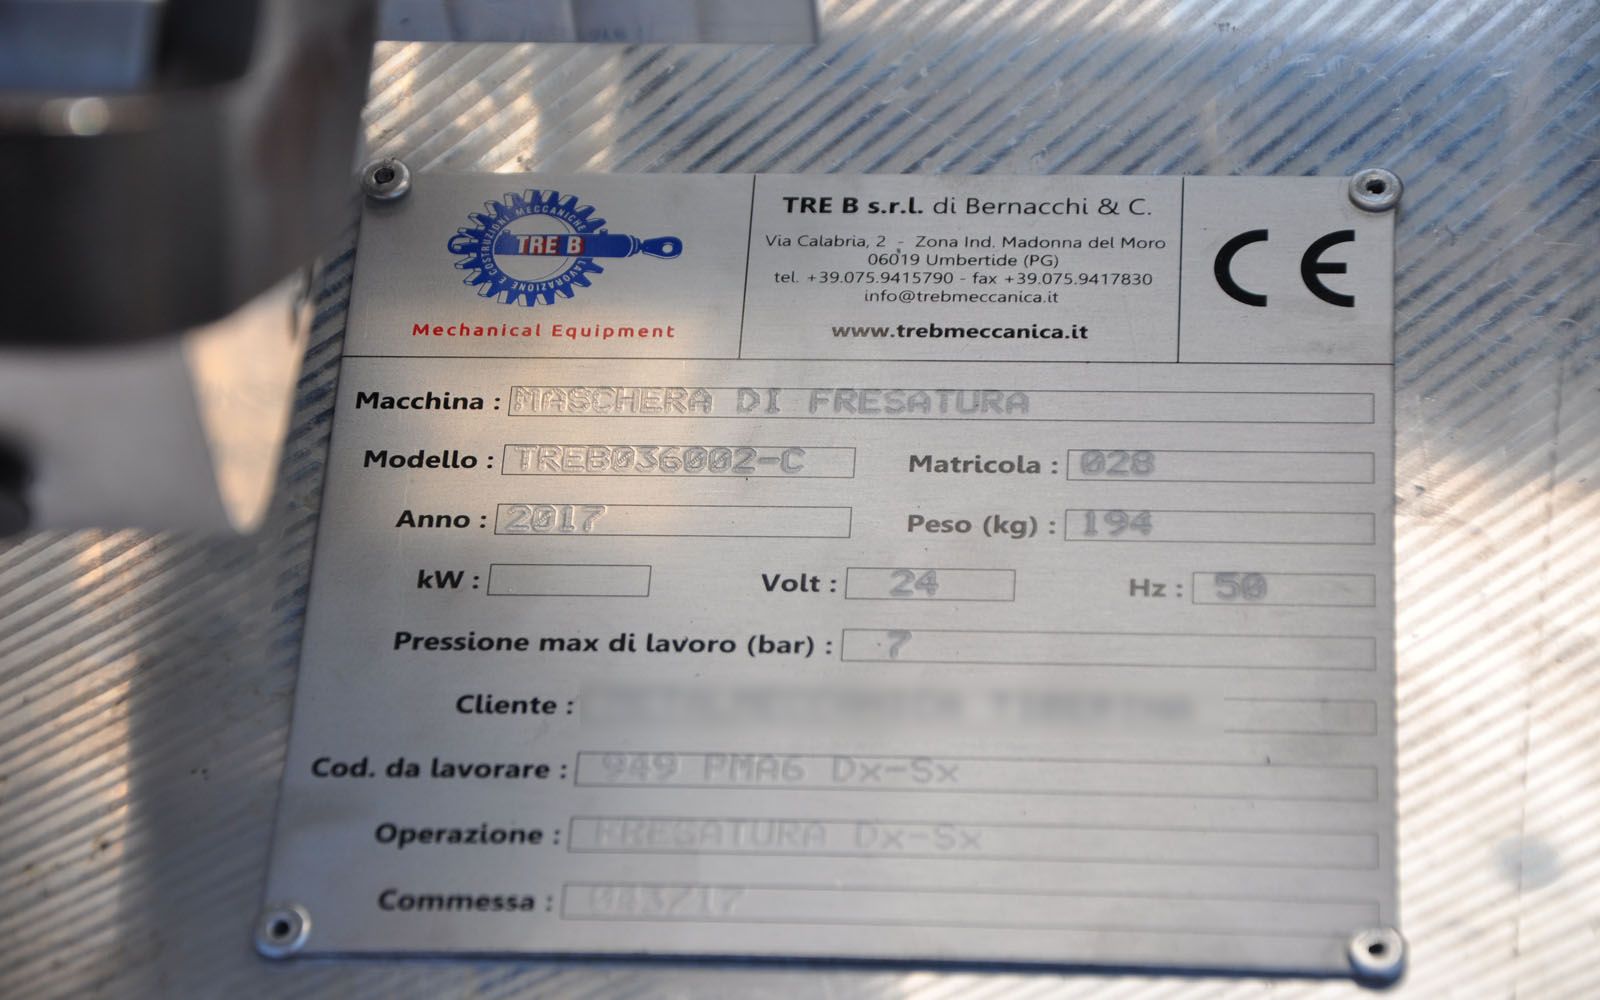 COSTRUZIONI MECCANICHE
TRE B
LAVORAZIONE E
Mechanical Equipment
TRE B s.r.l. di Bernacchi & C.
Via Calabria, 2 - Zona Ind. Madonna del Moro
06019 Umbertide (PG)
tel. +39.075.9415790 - fax +39.075.9417830
info@trebmeccanica.it
www.trebmeccanica.it
CE
Macchina : MASCHERA DI FRESATURA
Modello : TREB036002-C Matricola : 028
Anno : 2017 Peso (kg) : 194
kW : Volt : 24 Hz : 50
Pressione max di lavoro (bar) : 7
Cliente :
Cod. da lavorare : 949 PMA6 Dx-Sx
Operazione : FRESATURA Dx-Sx
Commessa : 043/17